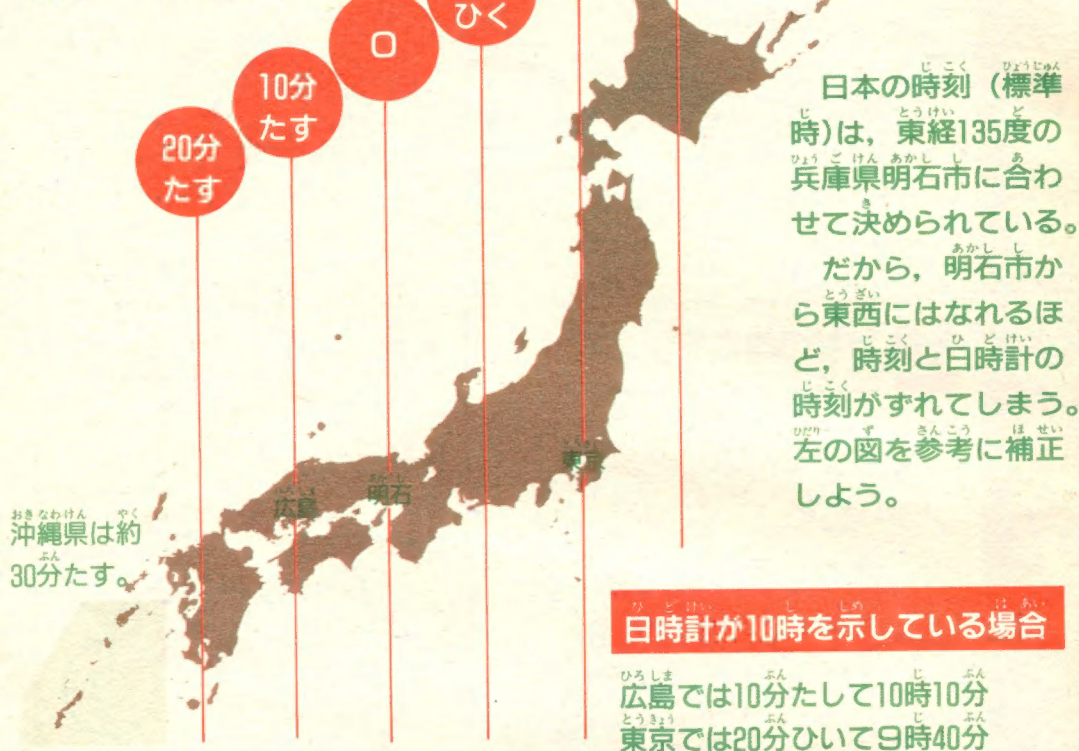 ひく
0
10分
たす
20分
たす
日本の時刻（標準
時）は，東経135度の
兵庫県明石市に合わ
せて決められている。
だから，明石市か
ら東西にはなれるほ
ど，時刻と日時計の
時刻がずれてしまう。
左の図を参考に補正
しよう。
東京
明石
広島
沖縄県は約
30分たす。
日時計が10時を示している場合
広島では10分たして10時10分
東京では20分ひいて9時40分